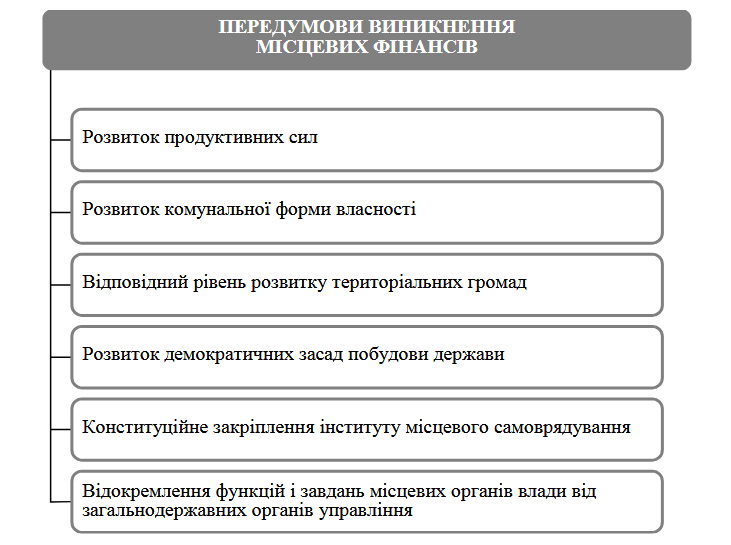 ПЕРЕДУМОВИ ВИНИКНЕННЯ
МІСЦЕВИХ ФІНАНСІВ
Розвиток продуктивних сил
Розвиток комунальної форми власності
Відповідний рівень розвитку територіальних громад
Розвиток демократичних засад побудови держави
Конституційне закріплення інституту місцевого самоврядування
Відокремлення функцій і завдань місцевих органів влади від
загальнодержавних органів управління